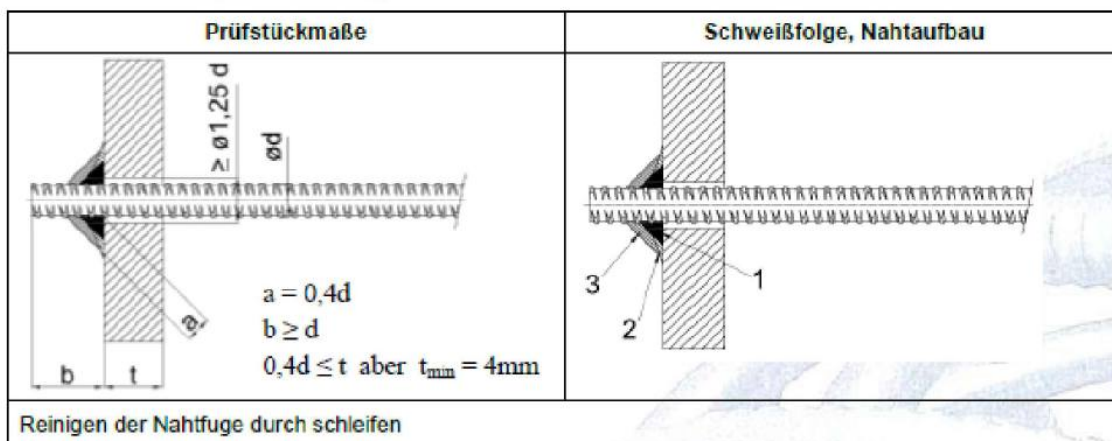 Prüfstückmaße
Schweißfolge, Nahtaufbau
≥ ø1,25 d
ød
a
a = 0,4d
b ≥ d
0,4d ≤ t aber tmin = 4mm
b
t
3
2
1
Reinigen der Nahtfuge durch schleifen